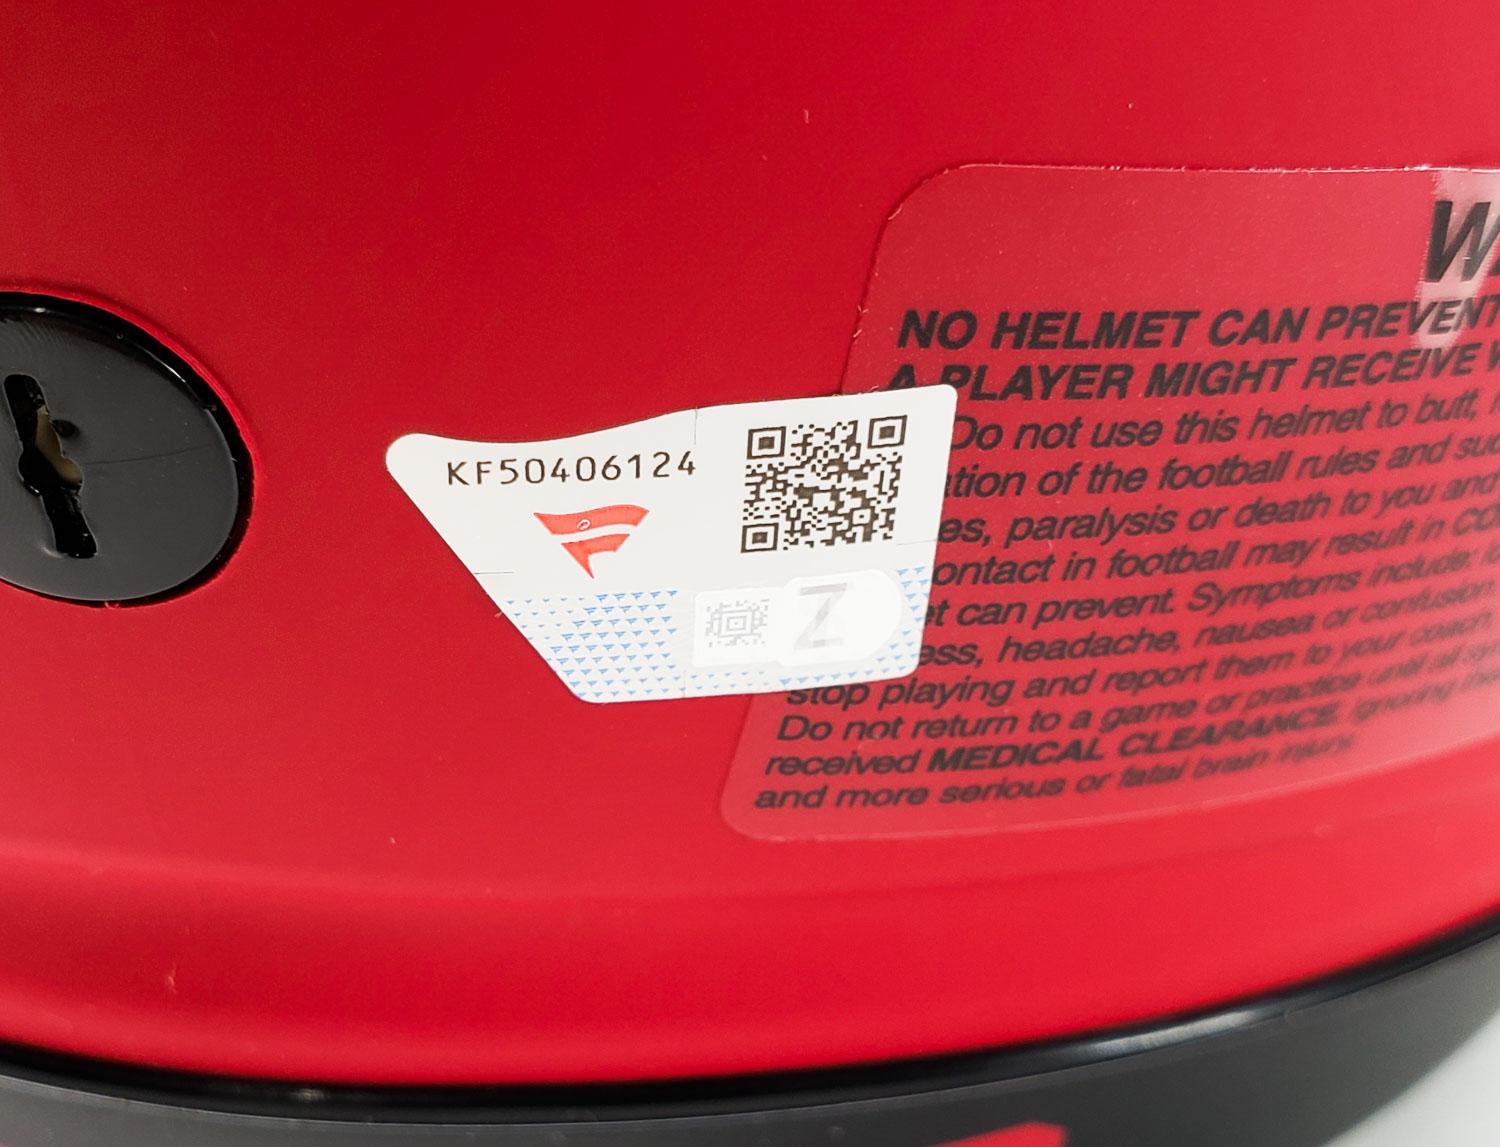 W
NO HELMET CAN PREVENT
A PLAYER MIGHT RECEIVE
Do not use this helmet to butt,
tion of the football rules and
es, paralysis or death to you and
ontact in football may result in
et can prevent. Symptoms include:
ess, headache, nausea or confusion
stop playing and report them to your coach,
Do not return to a game or practice until all
received MEDICAL CLEARANCE. Ignoring
and more serious or fatal brain injury.
KF50406124
Z